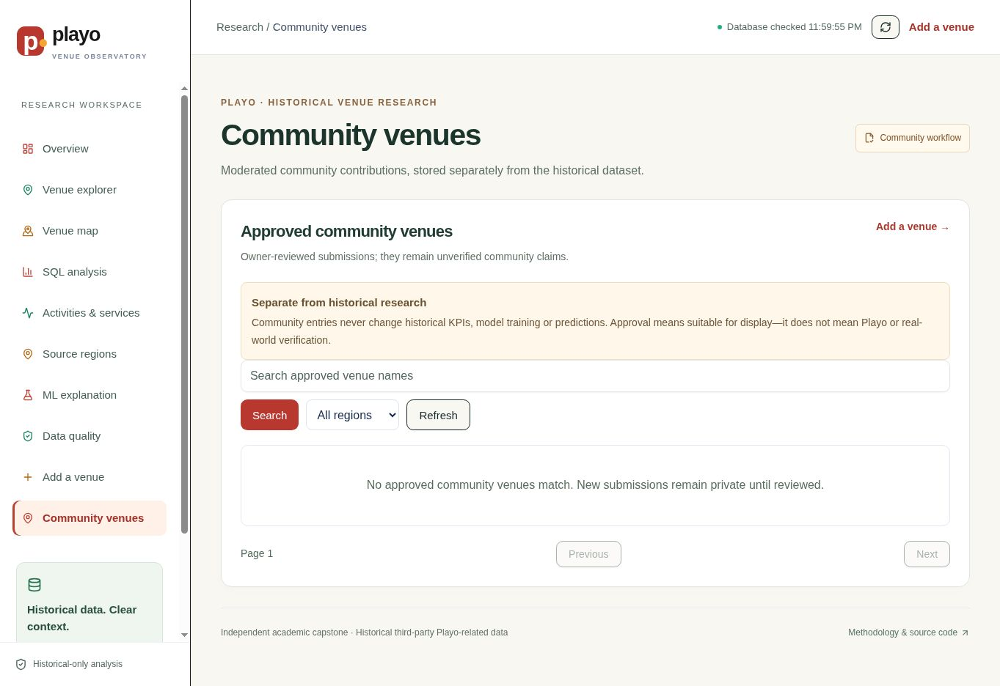 p
playo
VENUE OBSERVATORY
RESEARCH WORKSPACE
Overview
Venue explorer
Venue map
SQL analysis
Activities & services
Source regions
ML explanation
Data quality
Add a venue
Community venues
Historical data. Clear
context.
Historical-only analysis
Research / Community venues
Database checked 11:59:55 PM
Add a venue
PLAYO · HISTORICAL VENUE RESEARCH
Community venues
Community workflow
Moderated community contributions, stored separately from the historical dataset.
Approved community venues
Add a venue →
Owner-reviewed submissions; they remain unverified community claims.
Separate from historical research
Community entries never change historical KPIs, model training or predictions. Approval means suitable for display—it does not mean Playo or real-
world verification.
Search approved venue names
Search
All regions
Refresh
No approved community venues match. New submissions remain private until reviewed.
Page 1
Previous
Next
Independent academic capstone · Historical third-party Playo-related data
Methodology & source code